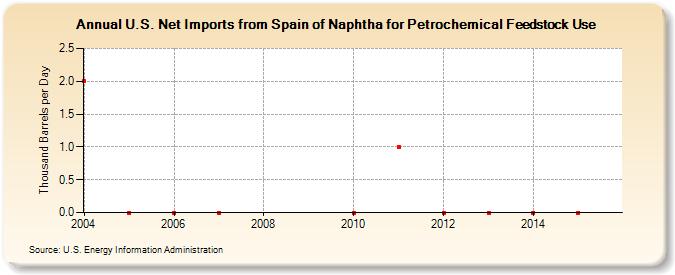 Annual U.S. Net Imports from Spain of Naphtha for Petrochemical Feedstock Use
Thousand Barrels per Day
2.5
2.0
1.5
1.0
0.5
0.0
2004 2006 2008 2010 2012 2014
Source: U.S. Energy Information Administration